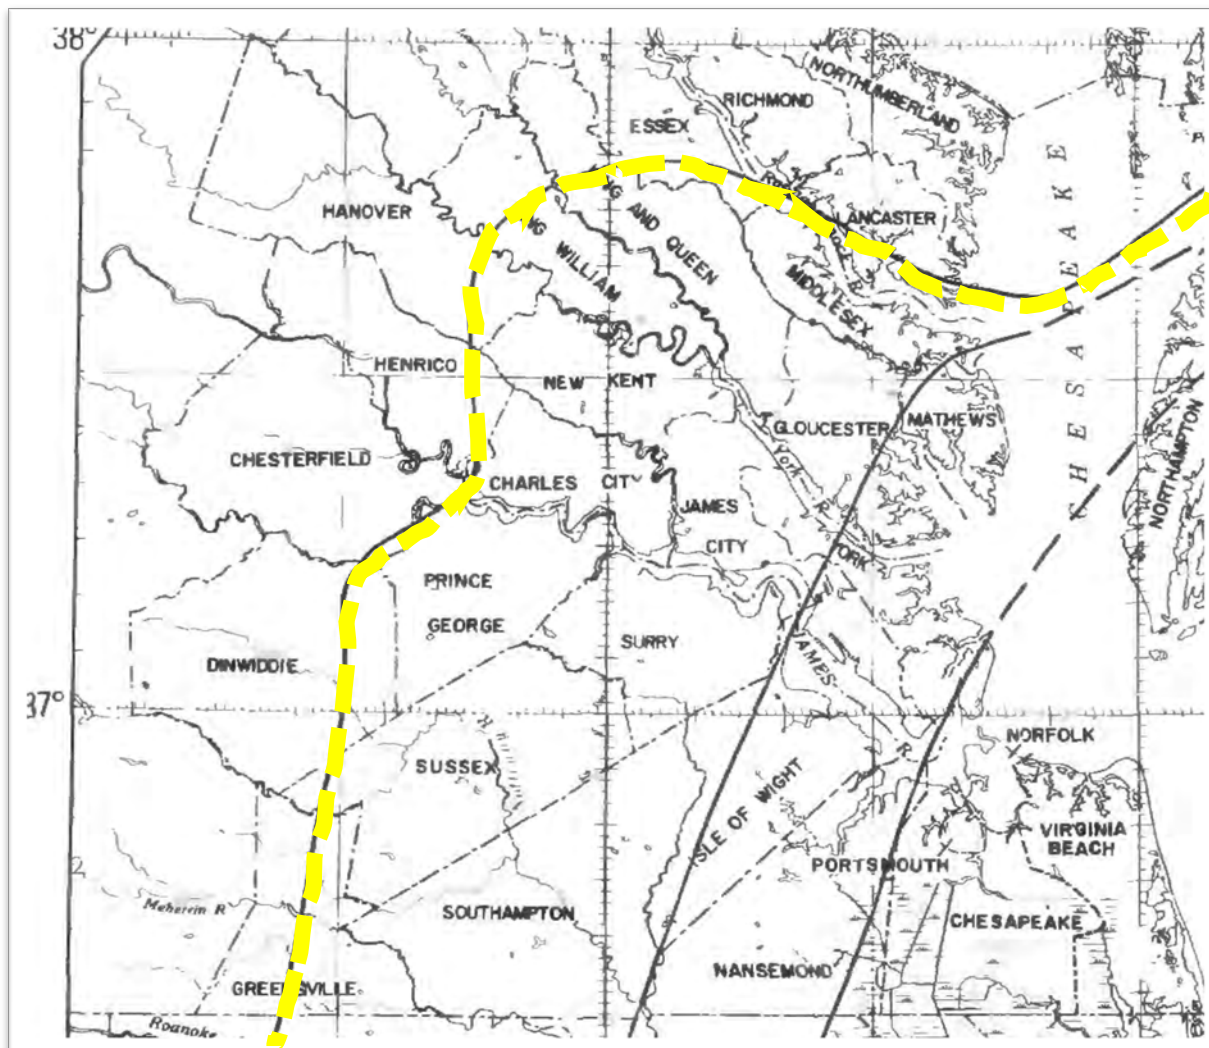 38°
NORTHUMBERLAND
RICHMOND
ESSEX
HANOVER
LANCASTER
AND QUEEN
WILLIAM
MIDDLESEX
CHESAPEAKE
HENRICO
NEW KENT
GLOUCESTER
MATHEWS
NORTHAMPTON
CHESTERFIELD
CHARLES CITY
York R
JAMES
CITY
YORK
PRINCE
GEORGE
SURRY
DINWIDDIE
JAMES R
37°
NORFOLK
SUSSEX
ISLE OF WIGHT
VIRGINIA
BEACH
PORTSMOUTH
Meherrin R
SOUTHAMPTON
CHESAPEAKE
NANSEMOND
GREENSVILLE
Roanoke